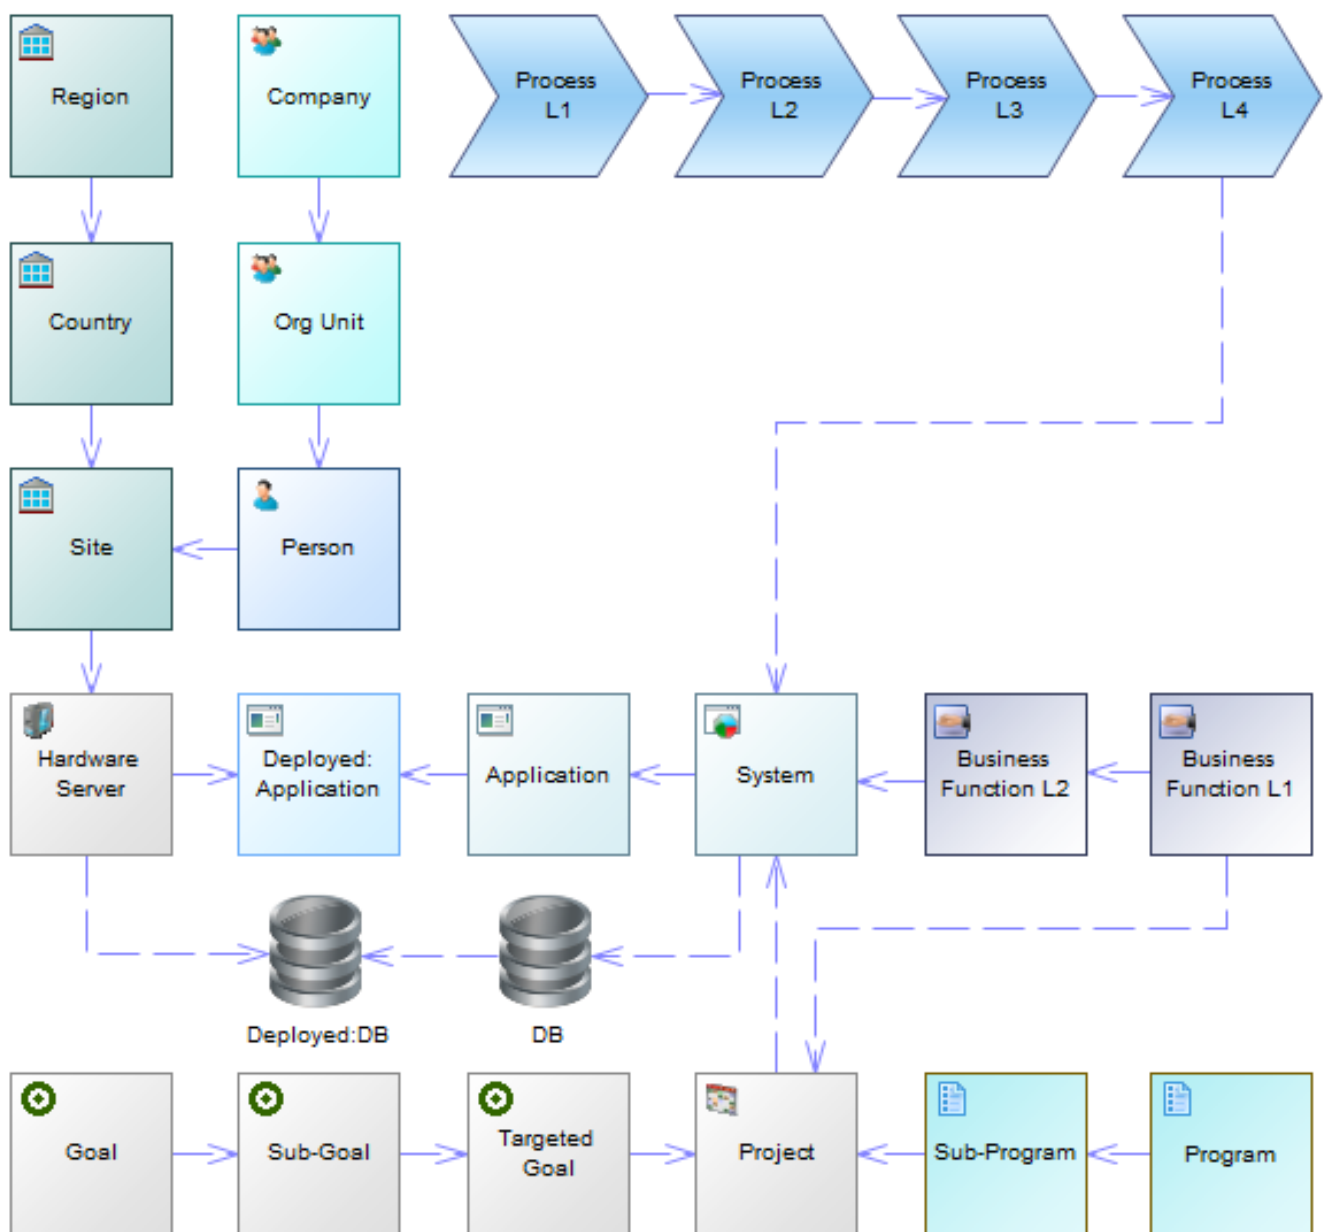 Region
Company
Process
L1
Process
L2
Process
L3
Process
L4
Country
Org Unit
Site
Person
Hardware
Server
Deployed:
Application
Application
System
Business
Function L2
Business
Function L1
Deployed:DB
DB
Goal
Sub-Goal
Targeted
Goal
Project
Sub-Program
Program